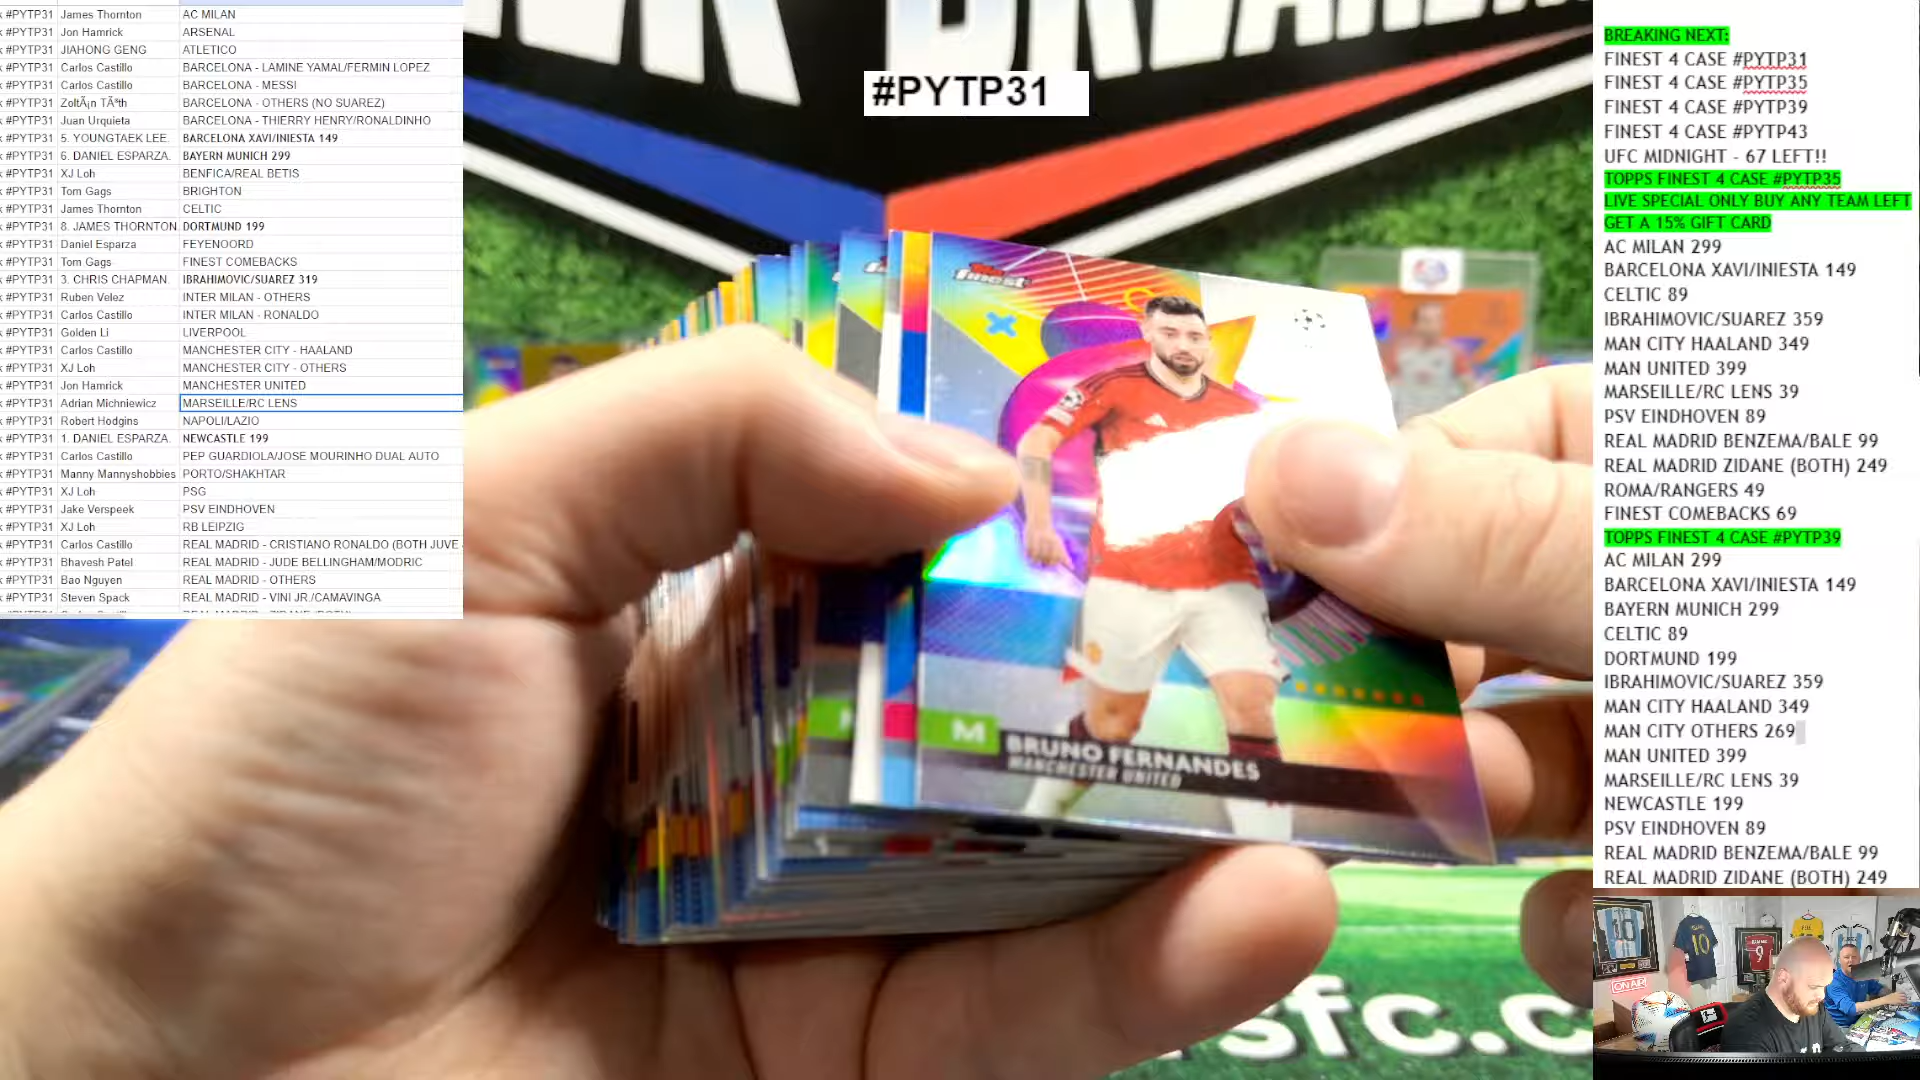 k #PYTP31 James Thornton AC MILAN
k #PYTP31 Jon Hamrick ARSENAL
k #PYTP31 JIAHONG GENG ATLETICO
k #PYTP31 Carlos Castillo BARCELONA - LAMINE YAMAL/FERMIN LOPEZ
k #PYTP31 Carlos Castillo BARCELONA - MESSI
k #PYTP31 ZoltÃ¡n TÃ³th BARCELONA - OTHERS (NO SUAREZ)
k #PYTP31 Juan Urquieta BARCELONA - THIERRY HENRY/RONALDINHO
k #PYTP31 5. YOUNGTAEK LEE. BARCELONA XAVI/INIESTA 149
k #PYTP31 6. DANIEL ESPARZA. BAYERN MUNICH 299
k #PYTP31 XJ Loh BENFICA/REAL BETIS
k #PYTP31 Tom Gags BRIGHTON
k #PYTP31 James Thornton CELTIC
k #PYTP31 8. JAMES THORNTON. DORTMUND 199
k #PYTP31 Daniel Esparza FEYENOORD
k #PYTP31 Tom Gags FINEST COMEBACKS
k #PYTP31 3. CHRIS CHAPMAN. IBRAHIMOVIC/SUAREZ 319
k #PYTP31 Ruben Velez INTER MILAN - OTHERS
k #PYTP31 Carlos Castillo INTER MILAN - RONALDO
k #PYTP31 Golden Li LIVERPOOL
k #PYTP31 Carlos Castillo MANCHESTER CITY - HAALAND
k #PYTP31 XJ Loh MANCHESTER CITY - OTHERS
k #PYTP31 Jon Hamrick MANCHESTER UNITED
k #PYTP31 Adrian Michniewicz MARSEILLE/RC LENS
k #PYTP31 Robert Hodgins NAPOLI/LAZIO
k #PYTP31 1. DANIEL ESPARZA. NEWCASTLE 199
k #PYTP31 Carlos Castillo PEP GUARDIOLA/JOSE MOURINHO DUAL AUTO
k #PYTP31 Manny Mannyshobbies PORTO/SHAKHTAR
k #PYTP31 XJ Loh PSG
k #PYTP31 Jake Verspeek PSV EINDHOVEN
k #PYTP31 XJ Loh RB LEIPZIG
k #PYTP31 Carlos Castillo REAL MADRID - CRISTIANO RONALDO (BOTH JUVE
k #PYTP31 Bhavesh Patel REAL MADRID - JUDE BELLINGHAM/MODRIC
k #PYTP31 Bao Nguyen REAL MADRID - OTHERS
k #PYTP31 Steven Spack REAL MADRID - VINI JR./CAMAVINGA
#PYTP31
finest
M
BRUNO FERNANDES
MANCHESTER UNITED
sfc.c
BREAKING NEXT:
FINEST 4 CASE #PYTP31
FINEST 4 CASE #PYTP35
FINEST 4 CASE #PYTP39
FINEST 4 CASE #PYTP43
UFC MIDNIGHT - 67 LEFT!!
TOPPS FINEST 4 CASE #PYTP35
LIVE SPECIAL ONLY BUY ANY TEAM LEFT
GET A 15% GIFT CARD
AC MILAN 299
BARCELONA XAVI/INIESTA 149
CELTIC 89
IBRAHIMOVIC/SUAREZ 359
MAN CITY HAALAND 349
MAN UNITED 399
MARSEILLE/RC LENS 39
PSV EINDHOVEN 89
REAL MADRID BENZEMA/BALE 99
REAL MADRID ZIDANE (BOTH) 249
ROMA/RANGERS 49
FINEST COMEBACKS 69
TOPPS FINEST 4 CASE #PYTP39
AC MILAN 299
BARCELONA XAVI/INIESTA 149
BAYERN MUNICH 299
CELTIC 89
DORTMUND 199
IBRAHIMOVIC/SUAREZ 359
MAN CITY HAALAND 349
MAN CITY OTHERS 269
MAN UNITED 399
MARSEILLE/RC LENS 39
NEWCASTLE 199
PSV EINDHOVEN 89
REAL MADRID BENZEMA/BALE 99
REAL MADRID ZIDANE (BOTH) 249
10
9
ON AIR